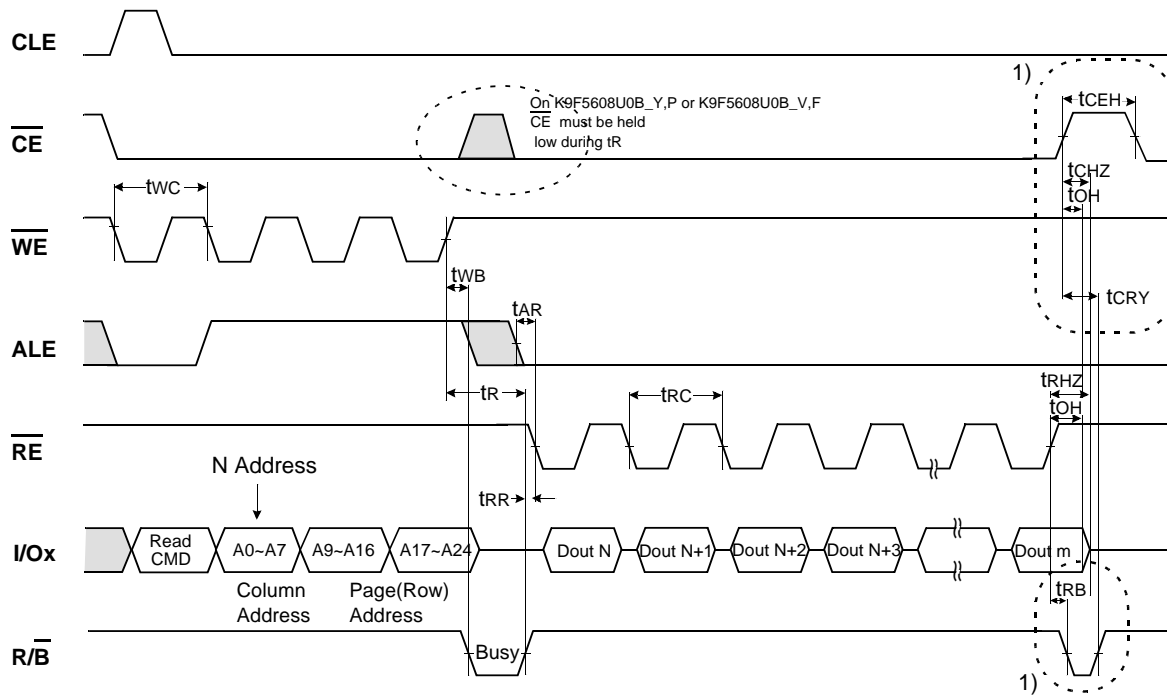 CLE
1)
tCEH
On K9F5608U0B_Y,P or K9F5608U0B_V,F
CE must be held
low during tR
CE
tCHZ
tOH
tWC
WE
tWB
tCRY
tAR
ALE
tR
tRC
tRHZ
tOH
RE
N Address
tRR
I/Ox
Read
CMD
A0~A7
A9~A16
A17~A24
Dout N
Dout N+1
Dout N+2
Dout N+3
Dout m
Column
Address
Page(Row)
Address
tRB
R/B
Busy
1)